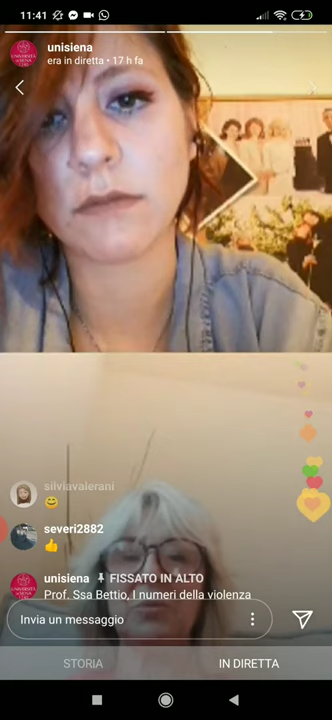 11:41
unisiena
era in diretta • 17 h fa
silviavalerani
😊
severi2882
👍
unisiena FISSATO IN ALTO
Prof. Ssa Bettio, I numeri della violenza
Invia un messaggio
STORIA
IN DIRETTA